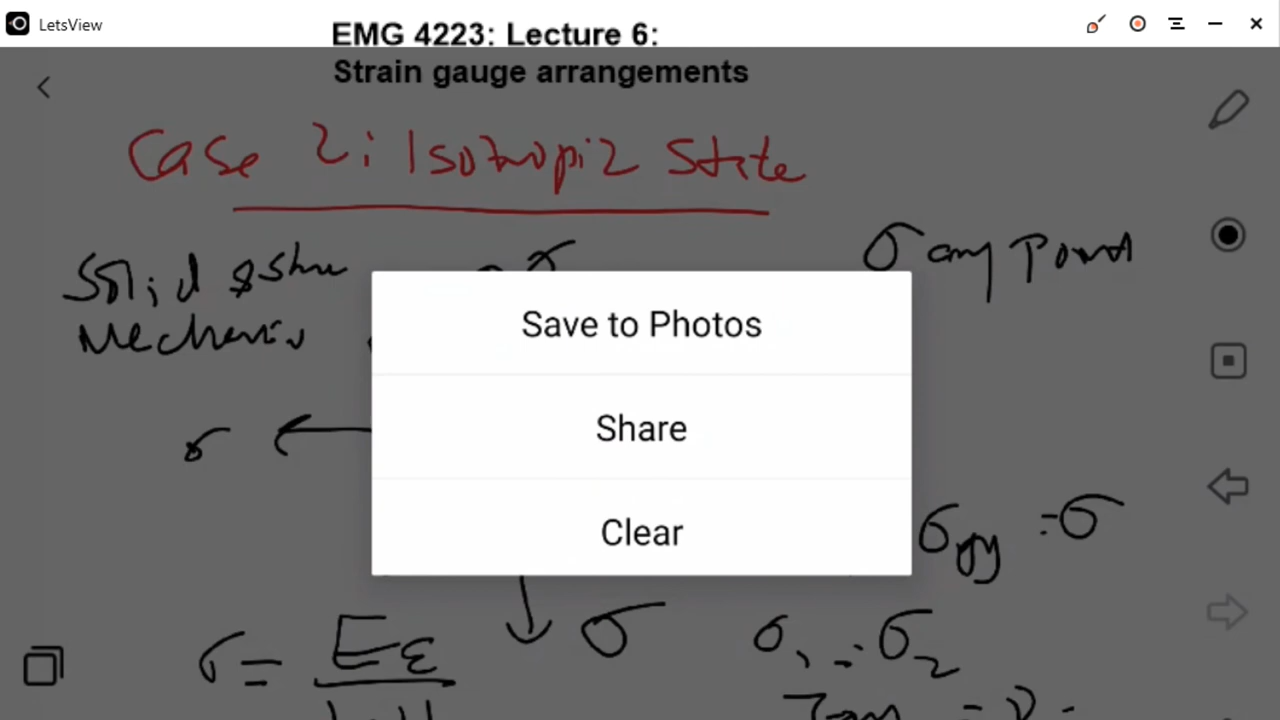 LetsView
EMG 4223: Lecture 6:
Strain gauge arrangements
Case 2: Isotropic State
Solid &
Mechanics
σ
σ any Point
Save to Photos
Share
Clear
σ
σyy = σ
σ
σ = Eε
σ1 = σ2